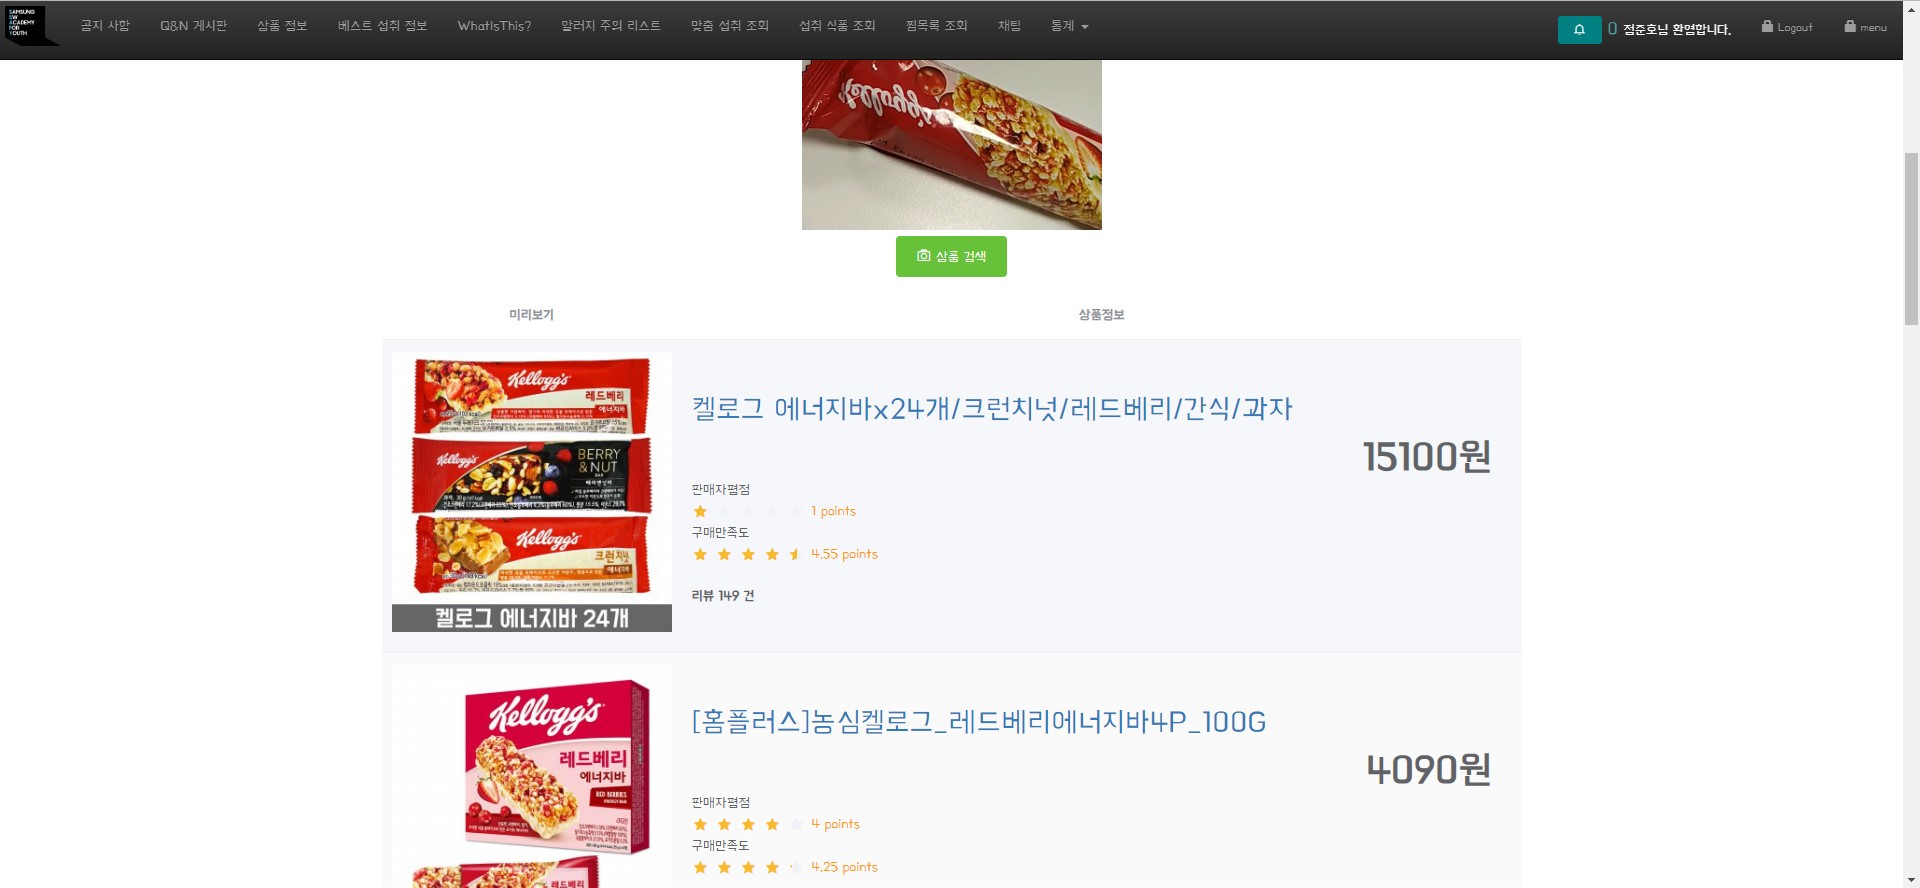 SAMSUNG
SW
ACADEMY
FOR
YOUTH
공지 사항 Q&N 게시판 상품 정보 베스트 섭취 정보 WhatIsThis? 알러지 주의 리스트 맞춤 섭취 조회 섭취 식품 조회 찜목록 조회 채팅 통계 0 정준호님 환영합니다. Logout menu
Kellogg's
상품 검색
미리보기 상품정보
Kellogg's
레드베리
에너지바
Kellogg's
BERRY
& NUT
Kellogg's
크런치넛
에너지바
켈로그 에너지바 24개
켈로그 에너지바x24개/크런치넛/레드베리/간식/과자
15100원
판매자평점
1 points
구매만족도
4.55 points
리뷰 149 건
Kellogg's
레드베리
에너지바
RED BERRIES
ENERGY BAR
레드베리
[홈플러스]농심켈로그_레드베리에너지바4P_100G
4090원
판매자평점
4 points
구매만족도
4.25 points